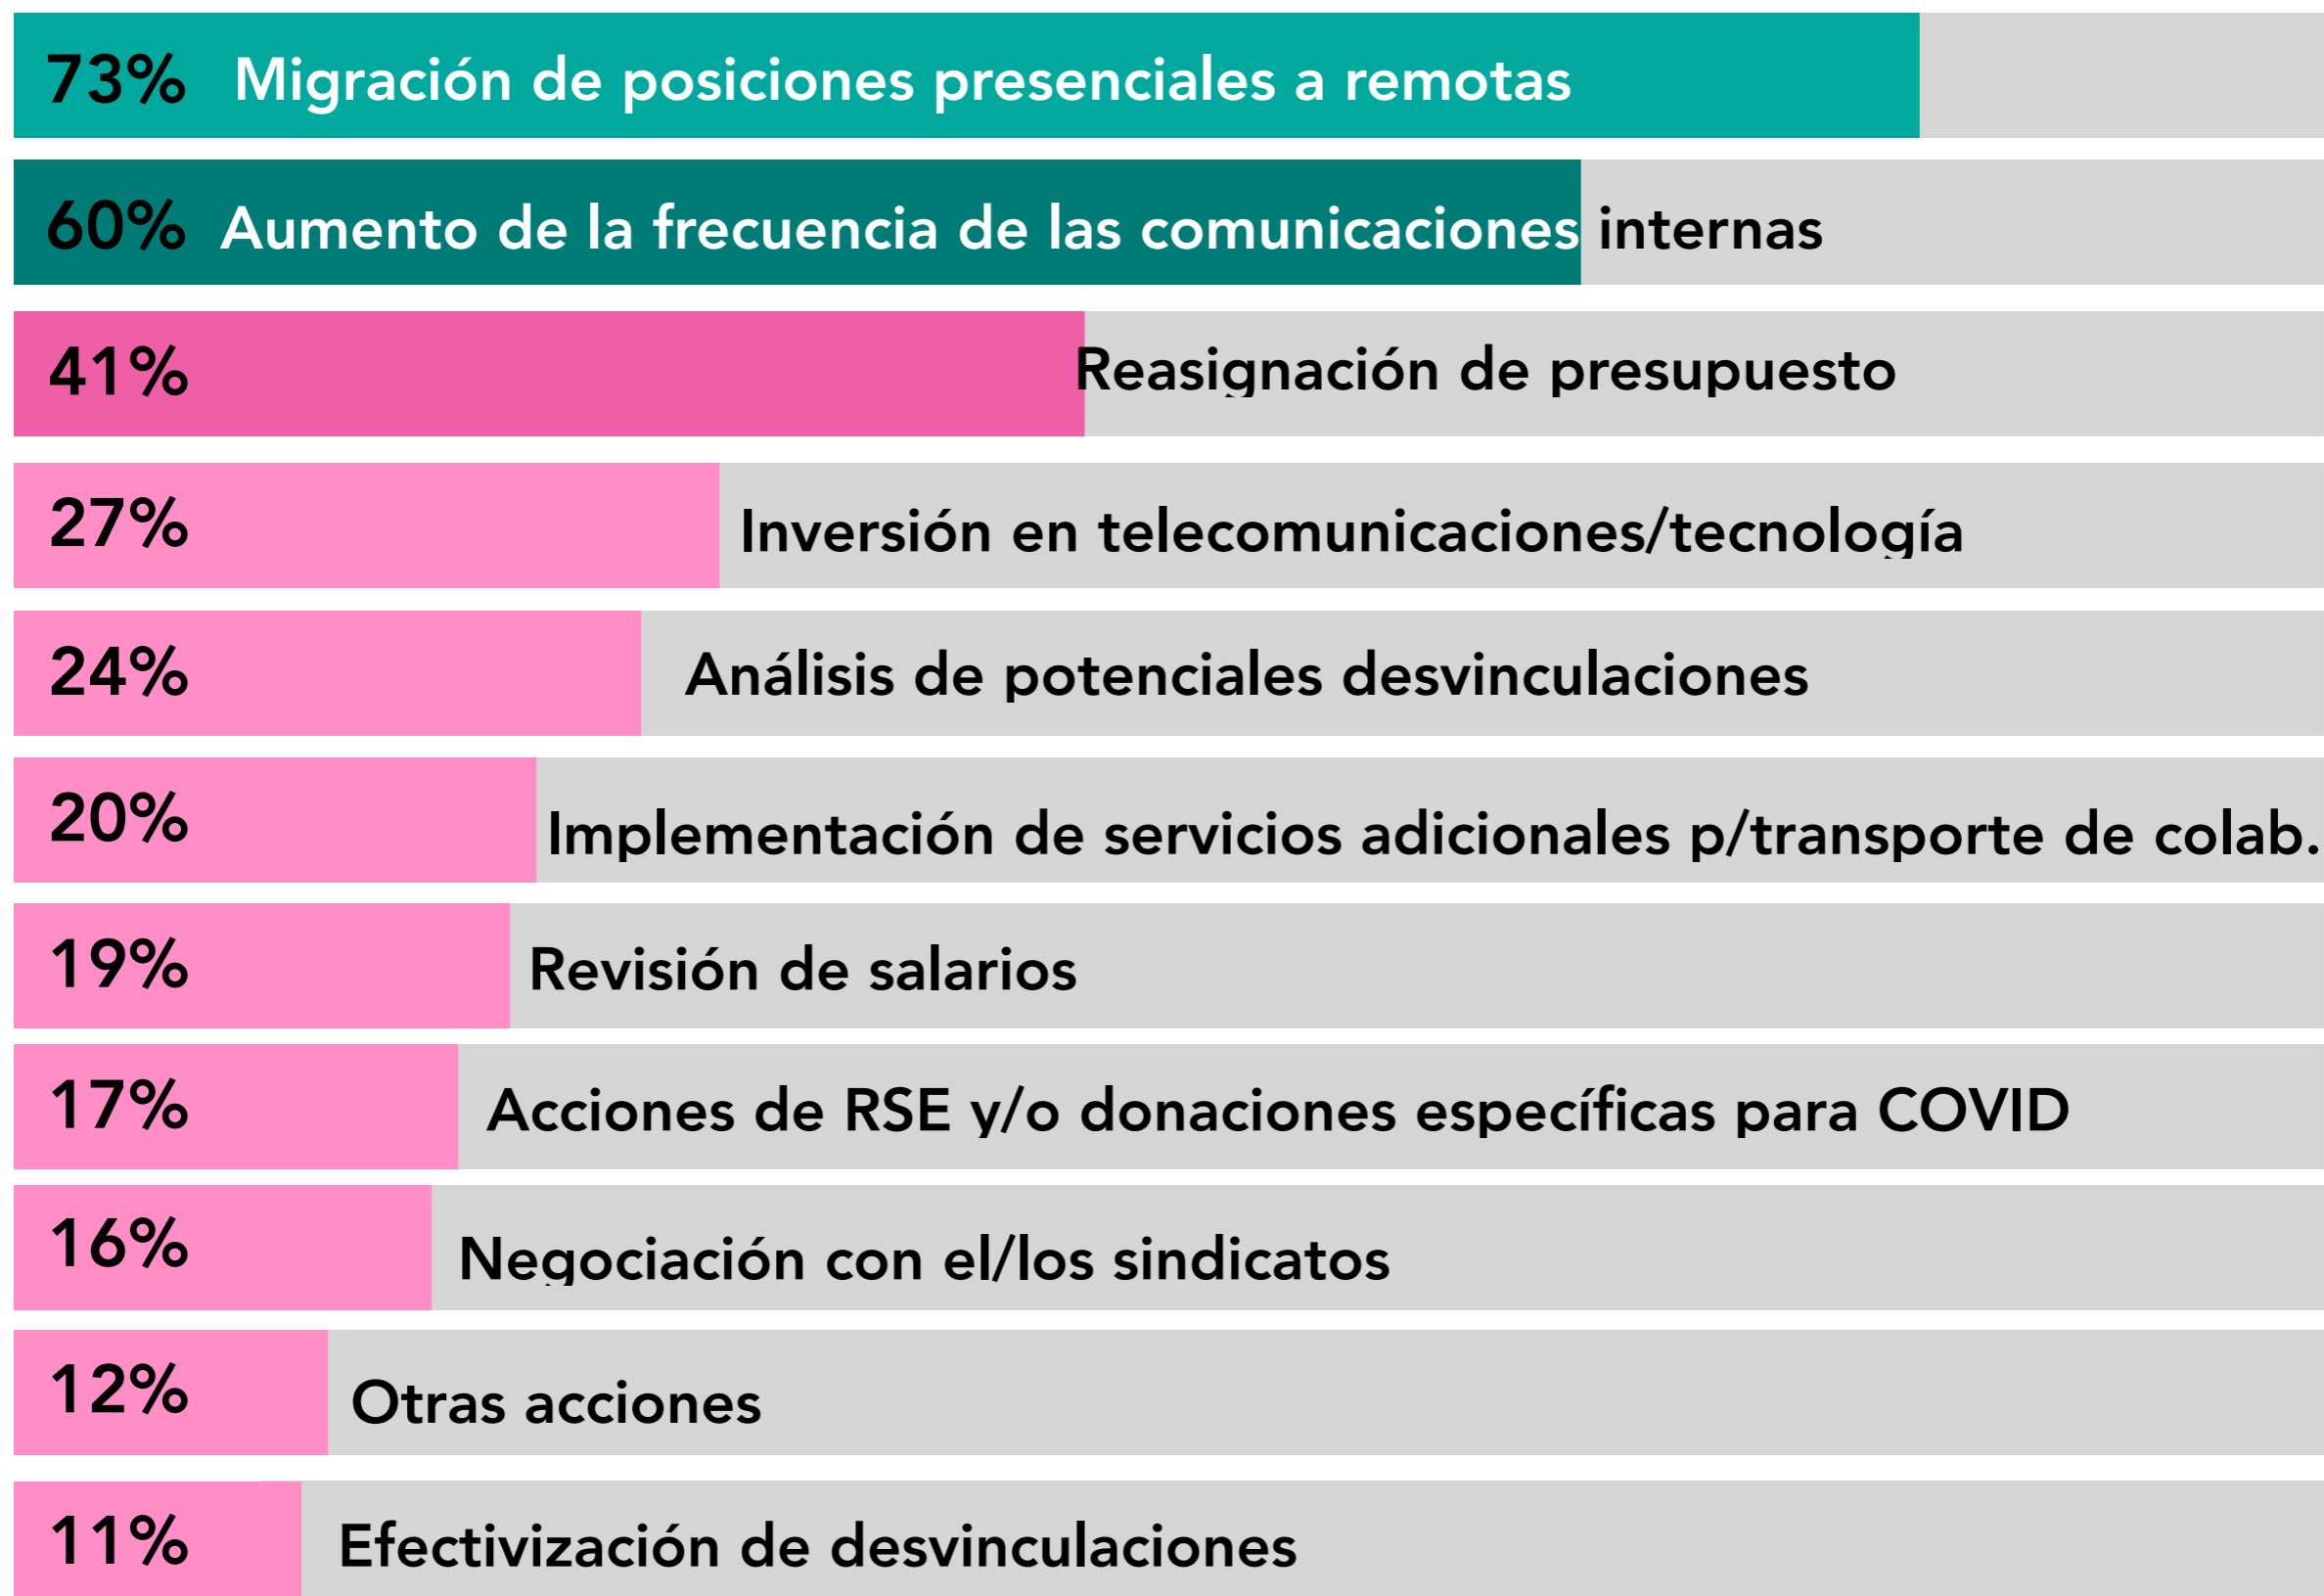 73% Migración de posiciones presenciales a remotas
60% Aumento de la frecuencia de las comunicaciones internas
41% Reasignación de presupuesto
27% Inversión en telecomunicaciones/tecnología
24% Análisis de potenciales desvinculaciones
20% Implementación de servicios adicionales p/transporte de colab.
19% Revisión de salarios
17% Acciones de RSE y/o donaciones específicas para COVID
16% Negociación con el/los sindicatos
12% Otras acciones
11% Efectivización de desvinculaciones